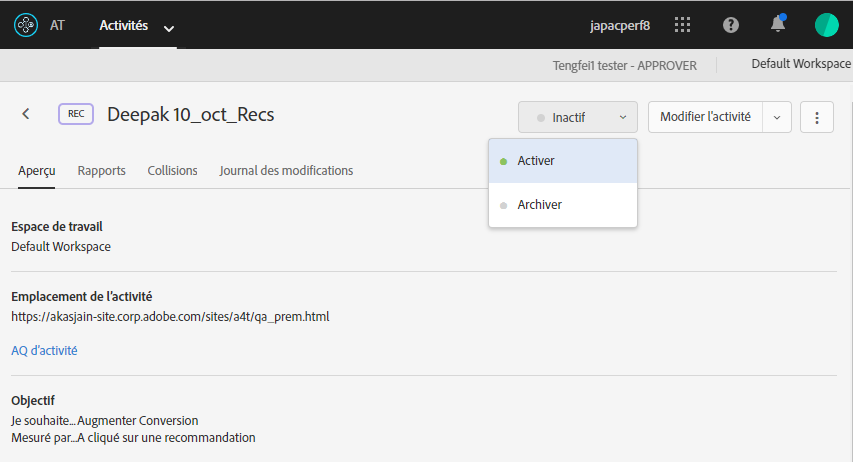 AT Activités japacperf8
Tengfei1 tester - APPROVER Default Workspace
REC Deepak 10_oct_Recs Inactif Modifier l'activité
Activer
Archiver
Aperçu Rapports Collisions Journal des modifications
Espace de travail
Default Workspace
Emplacement de l'activité
https://akasjain-site.corp.adobe.com/sites/a4t/qa_prem.html
AQ d'activité
Objectif
Je souhaite...Augmenter Conversion
Mesuré par...A cliqué sur une recommandation